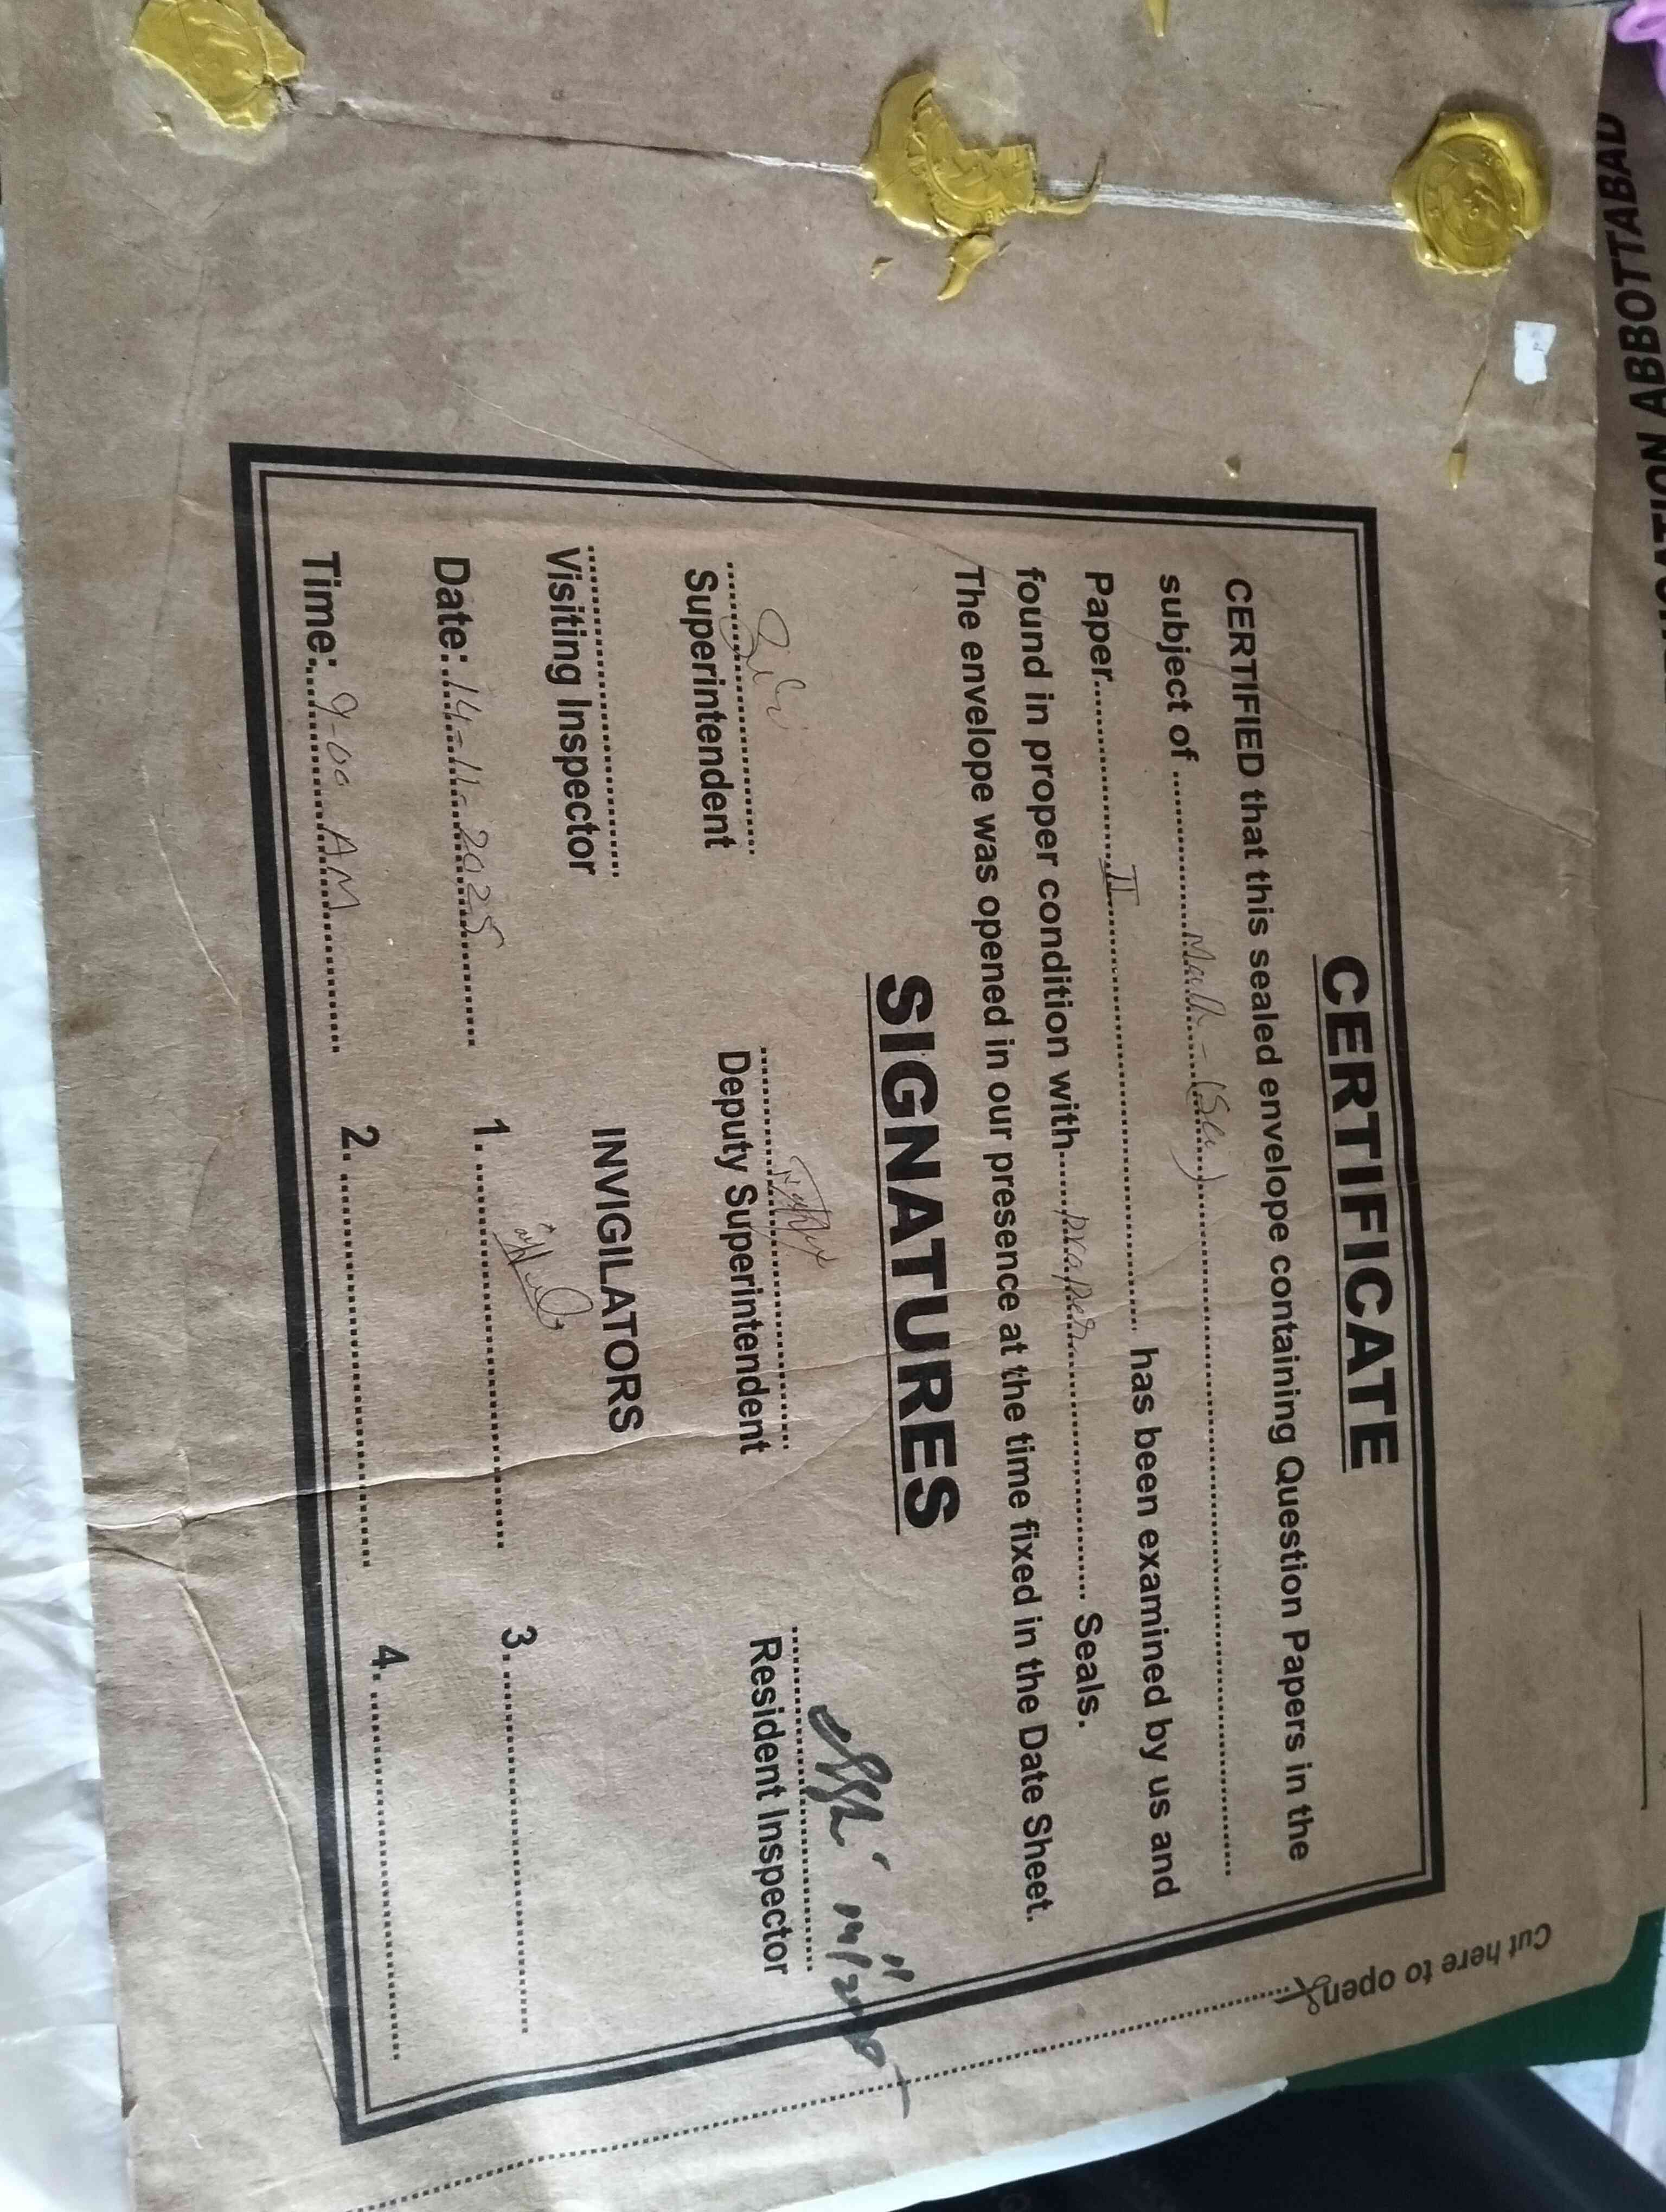 TION ABBOTTABAD
CERTIFICATE
CERTIFIED that this sealed envelope containing Question Papers in the
subject of ............ Math - (Sci) ............
Paper ............ II ............ has been examined by us and
found in proper condition with ...... praper ............ Seals.
The envelope was opened in our presence at the time fixed in the Date Sheet.
SIGNATURES
Superintendent Deputy Superintendent Resident Inspector
Visiting Inspector INVIGILATORS
Date: 14-11-2025 1. ............ 3. ............
Time: 9-00 AM 2. ............ 4. ............
Cut here to open